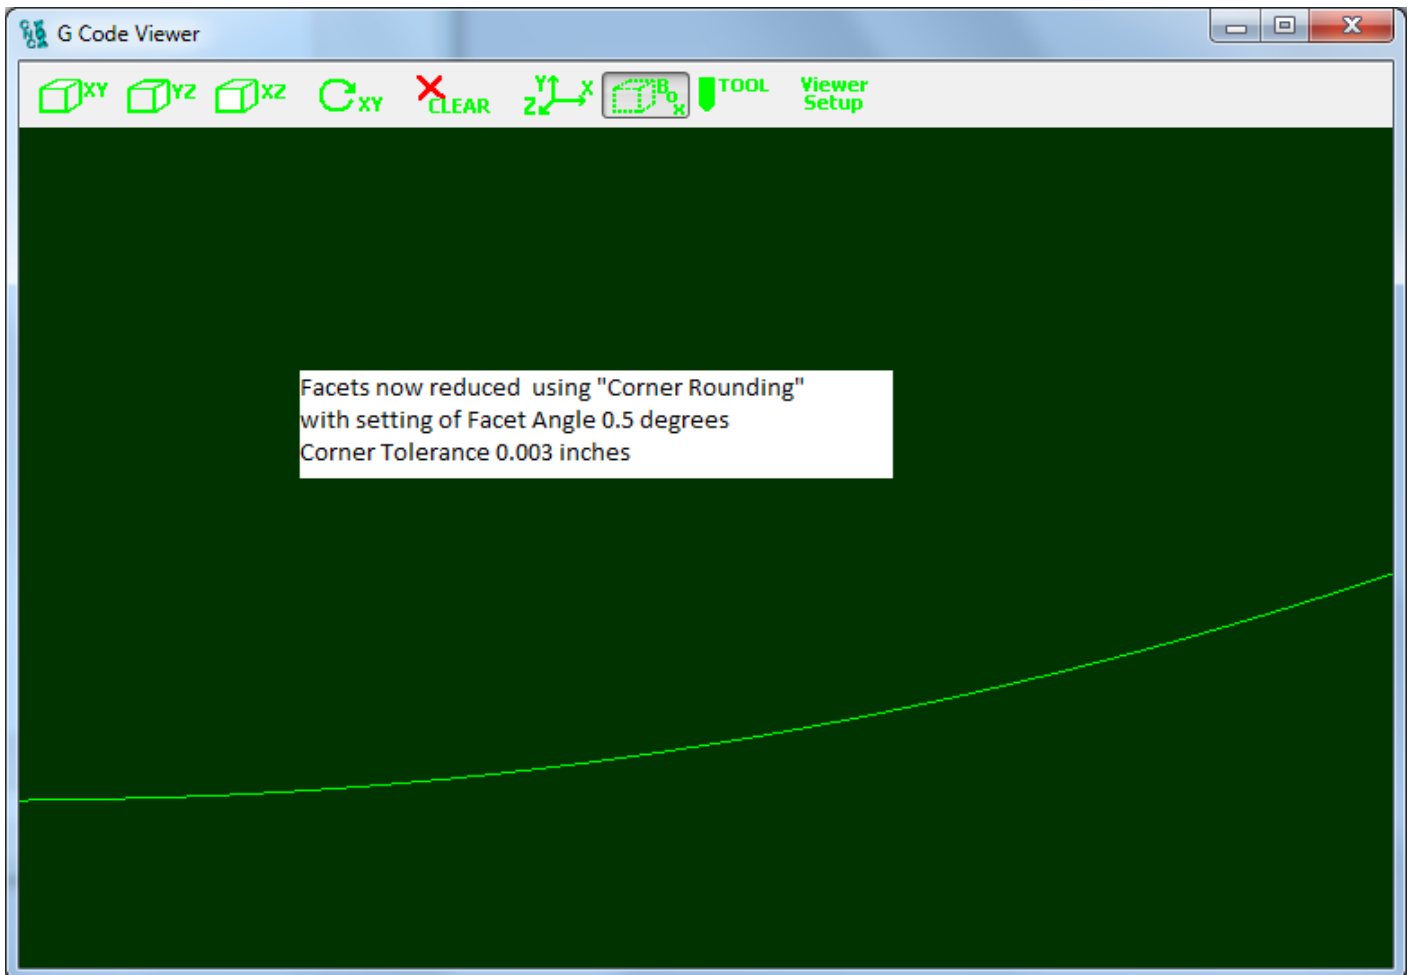 G Code Viewer
XY YZ XZ XY CLEAR Y X Z Box TOOL Viewer Setup
Facets now reduced  using "Corner Rounding"
with setting of Facet Angle 0.5 degrees
Corner Tolerance 0.003 inches